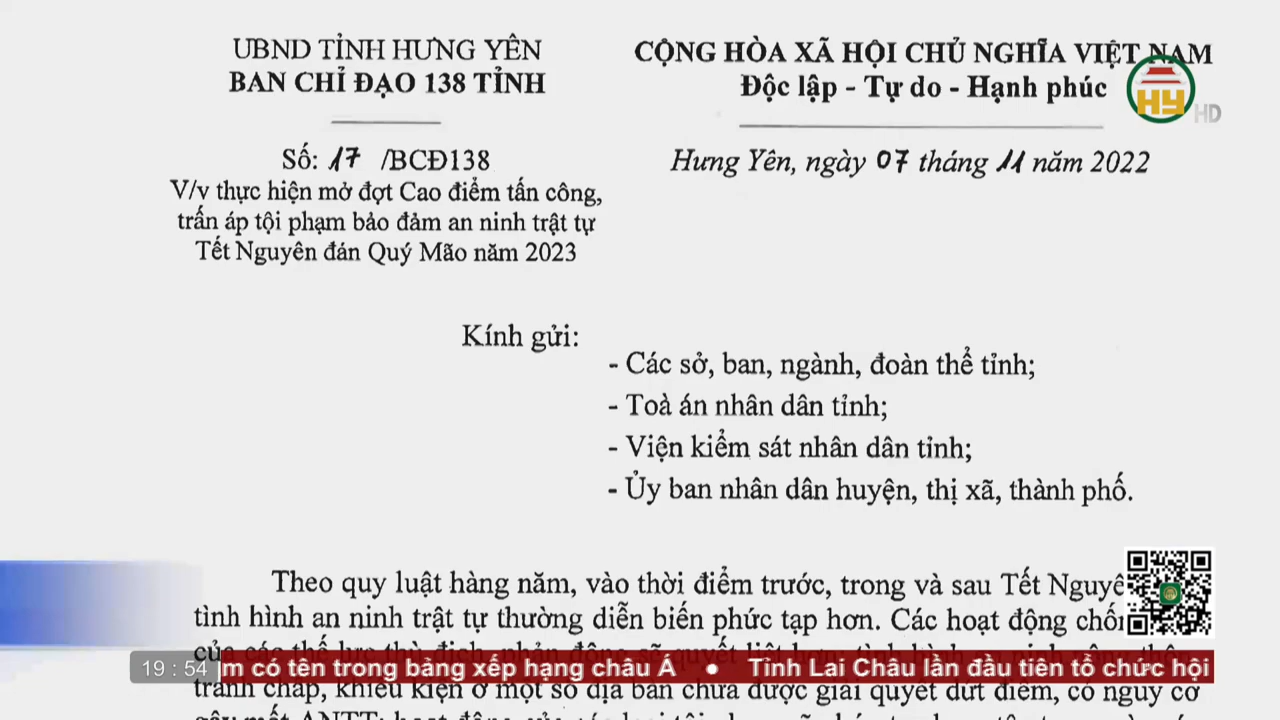 UBND TỈNH HƯNG YÊN
BAN CHỈ ĐẠO 138 TỈNH
CỘNG HÒA XÃ HỘI CHỦ NGHĨA VIỆT NAM
Độc lập - Tự do - Hạnh phúc
HY HD
Số: 17 /BCĐ138
Hưng Yên, ngày 07 tháng 11 năm 2022
V/v thực hiện mở đợt Cao điểm tấn công,
trấn áp tội phạm bảo đảm an ninh trật tự
Tết Nguyên đán Quý Mão năm 2023
Kính gửi:
- Các sở, ban, ngành, đoàn thể tỉnh;
- Toà án nhân dân tỉnh;
- Viện kiểm sát nhân dân tỉnh;
- Ủy ban nhân dân huyện, thị xã, thành phố.
Theo quy luật hàng năm, vào thời điểm trước, trong và sau Tết
tình hình an ninh trật tự thường diễn biến phức tạp hơn. Các hoạt động
19 : 54 m có tên trong bảng xếp hạng châu Á • Tỉnh Lai Châu lần đầu tiên tổ chức hội
tranh chấp, khiếu kiện ở một số địa bàn chưa được giải quyết dứt điểm, có nguy cơ